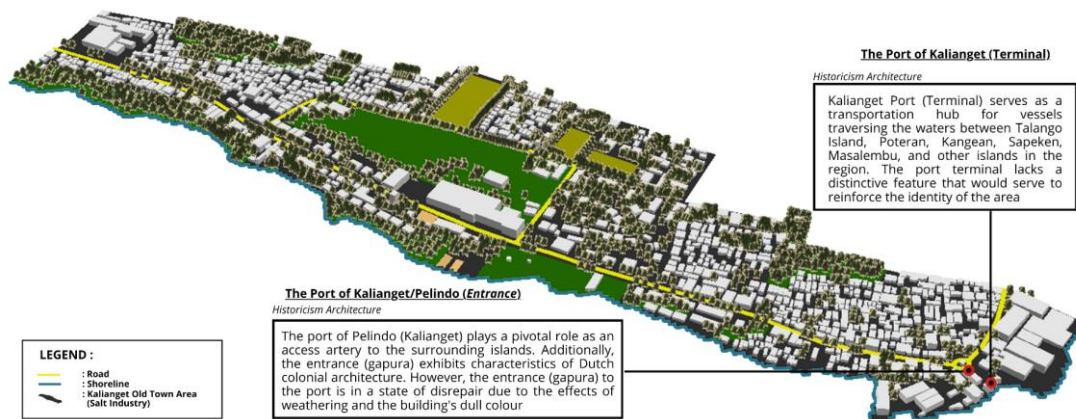 The Port of Kalianget (Terminal)
Historicism Architecture
Kalianget Port (Terminal) serves as a
transportation hub for vessels
traversing the waters between Talango
Island, Poteran, Kangean, Sapeken,
Masalembu, and other islands in the
region. The port terminal lacks a
distinctive feature that would serve to
reinforce the identity of the area
The Port of Kalianget/Pelindo (Entrance)
Historicism Architecture
The port of Pelindo (Kalianget) plays a pivotal role as an
access artery to the surrounding islands. Additionally,
the entrance (gapura) exhibits characteristics of Dutch
colonial architecture. However, the entrance (gapura) to
the port is in a state of disrepair due to the effects of
weathering and the building's dull colour
LEGEND :
: Road
: Shoreline
: Kalianget Old Town Area
(Salt Industry)